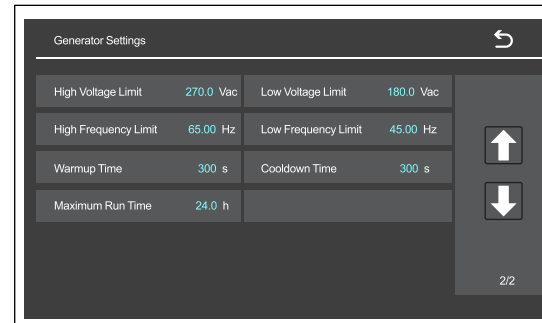 Generator Settings
High Voltage Limit 270.0 Vac Low Voltage Limit 180.0 Vac
High Frequency Limit 65.00 Hz Low Frequency Limit 45.00 Hz
Warmup Time 300 s Cooldown Time 300 s
Maximum Run Time 24.0 h
2/2